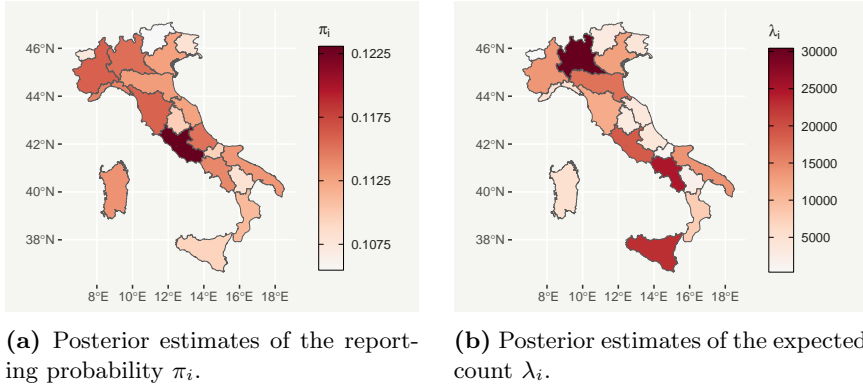 πᵢ
46°N
44°N
42°N
40°N
38°N
0.1225
0.1175
0.1125
0.1075
8°E 10°E 12°E 14°E 16°E 18°E
λᵢ
46°N
44°N
42°N
40°N
38°N
30000
25000
20000
15000
10000
5000
8°E 10°E 12°E 14°E 16°E 18°E
(a) Posterior estimates of the report-
ing probability πᵢ.
(b) Posterior estimates of the expected
count λᵢ.